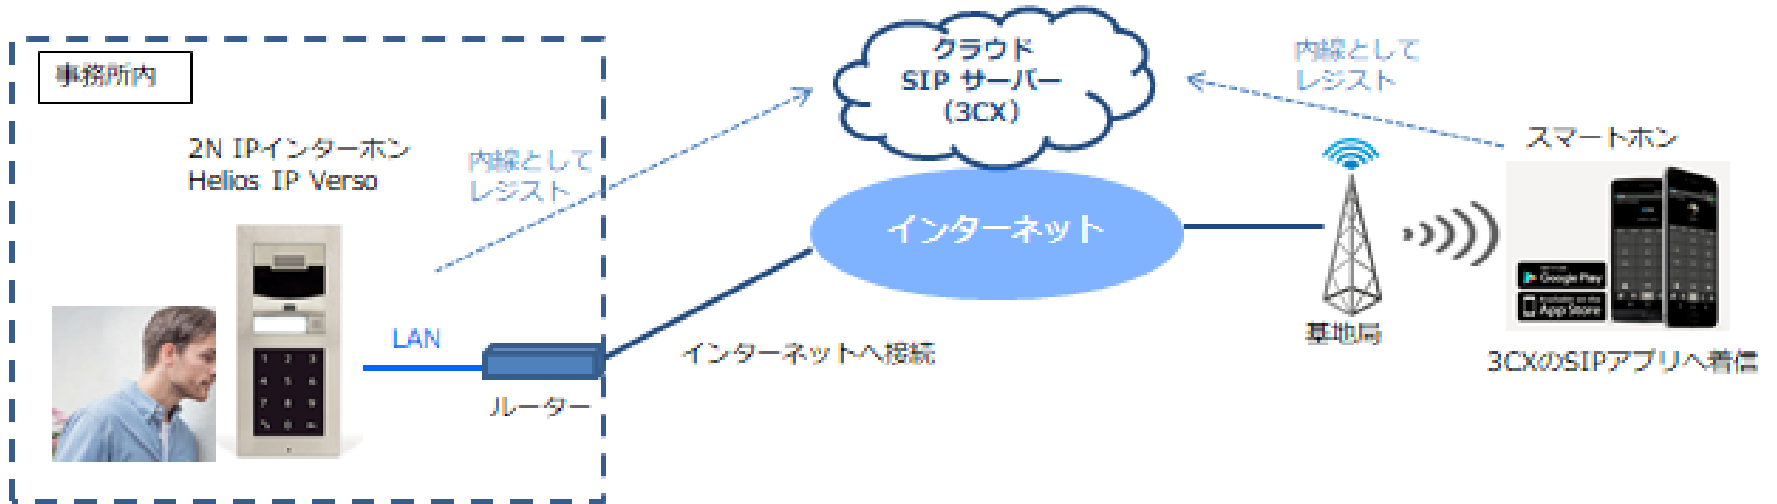 事務所内
2N IPインターホン
Helios IP Verso
内線として
レジスト
LAN
ルーター
インターネットへ接続
クラウド
SIP サーバー
（3CX）
インターネット
内線として
レジスト
基地局
スマートホン
Google Play
App Store
3CXのSIPアプリへ着信